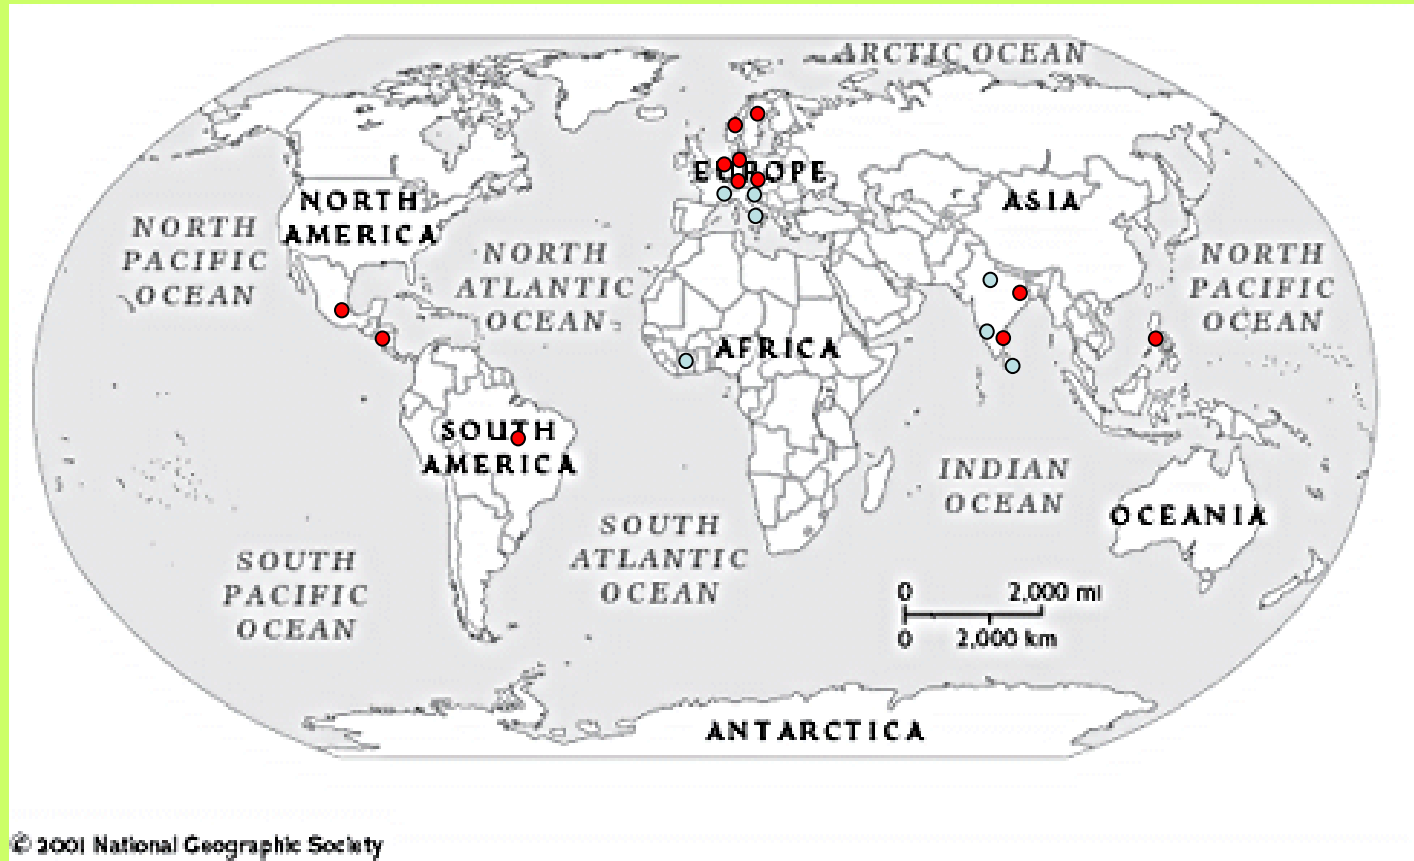 ARCTIC OCEAN
EUROPE
NORTH
AMERICA
ASIA
NORTH
PACIFIC
OCEAN
NORTH
ATLANTIC
OCEAN
NORTH
PACIFIC
OCEAN
AFRICA
SOUTH
AMERICA
INDIAN
OCEAN
OCEANIA
SOUTH
ATLANTIC
OCEAN
SOUTH
PACIFIC
OCEAN
0 2,000 mi
0 2,000 km
ANTARCTICA
© 2001 National Geographic Society